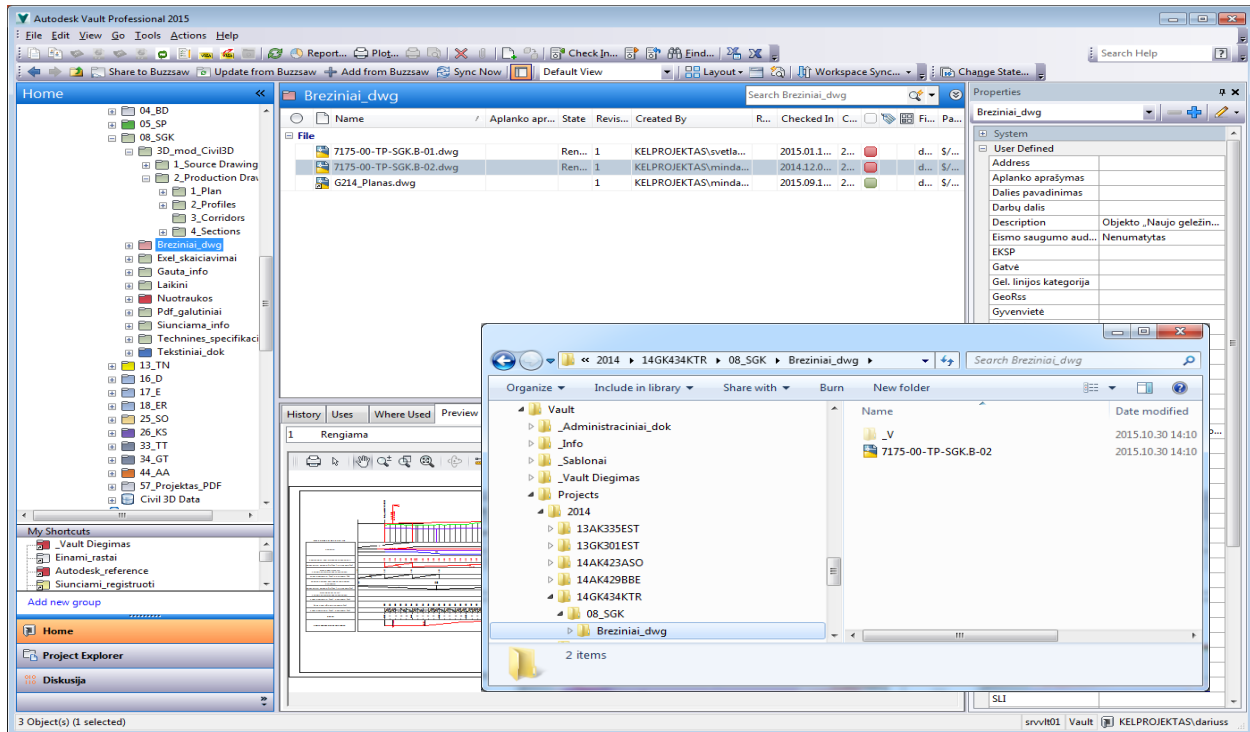 Autodesk Vault Professional 2015
File Edit View Go Tools Actions Help
Report... Plot... Check In... Find... Search Help
Share to Buzzsaw Update from Buzzsaw Add from Buzzsaw Sync Now Default View Layout Workspace Sync... Change State...
Home
04_BD
05_SP
08_SGK
3D_mod_Civil3D
1_Source Drawing
2_Production Drav
1_Plan
2_Profiles
3_Corridors
4_Sections
Breziniai_dwg
Exel_skaiciavimai
Gauta_info
Laikini
Nuotraukos
Pdf_galutiniai
Siunciama_info
Technines_specifikaci
Tekstiniai_dok
13_TN
16_D
17_E
18_ER
25_SO
26_KS
33_TT
34_GT
44_AA
57_Projektas_PDF
Civil 3D Data
My Shortcuts
_Vault Diegimas
Einami_rastai
Autodesk_reference
Siunciami_registruoti
Add new group
Home
Project Explorer
Diskusija
Breziniai_dwg Search Breziniai_dwg
Name Aplanko apr... State Revis... Created By R... Checked In C... Fi... Pa...
File
7175-00-TP-SGK.B-01.dwg Ren... 1 KELPROJEKTAS\svetla... 2015.01.1... 2... d... $/...
7175-00-TP-SGK.B-02.dwg Ren... 1 KELPROJEKTAS\minda... 2014.12.0... 2... d... $/...
G214_Planas.dwg 1 KELPROJEKTAS\minda... 2015.09.1... 2... d... $/...
History Uses Where Used Preview
1 Rengiama
Properties
Breziniai_dwg
System
User Defined
Address
Aplanko aprašymas
Dalies pavadinimas
Darbų dalis
Description Objekto „Naujo geležin...
Eismo saugumo aud... Nenumatytas
EKSP
Gatvė
Gel. linijos kategorija
GeoRss
Gyvenvietė
SLI
« 2014 14GK434KTR 08_SGK Breziniai_dwg Search Breziniai_dwg
Organize Include in library Share with Burn New folder
Vault
_Administraciniai_dok
_Info
_Sablonai
_Vault Diegimas
Projects
2014
13AK335EST
13GK301EST
14AK423ASO
14AK429BBE
14GK434KTR
08_SGK
Breziniai_dwg
Name Date modified
_V 2015.10.30 14:10
7175-00-TP-SGK.B-02 2015.10.30 14:10
2 items
3 Object(s) (1 selected) srvvlt01 Vault KELPROJEKTAS\dariuss